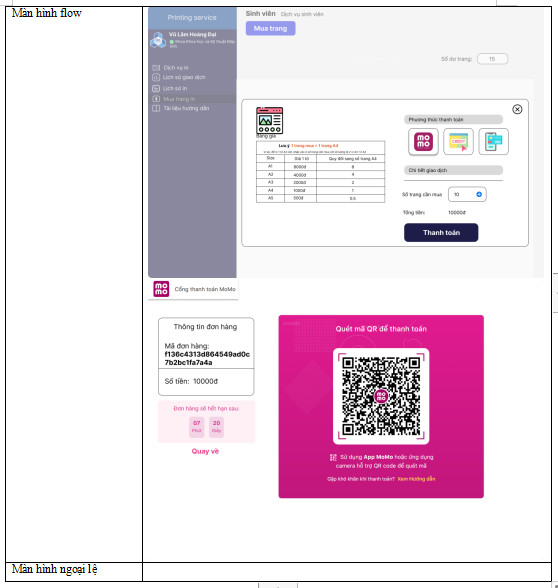 Màn hình flow
Printing service
Sinh viên Dịch vụ sinh viên
Vũ Lâm Hoàng Đại
Mua trang
Số dư trang: 15
Dịch vụ in
Lịch sử giao dịch
Lịch sử in
Mua trang in
Tài liệu hướng dẫn
Bảng giá
Lưu ý: 1 trang mua = 1 trang A4
Size Giá 1 tờ Quy đổi sang số trang A4
A1 8000đ 8
A2 4000đ 4
A3 2000đ 2
A4 1000đ 1
A5 500đ 0.5
Phương thức thanh toán
mo mo
Chi tiết giao dịch
Số trang cần mua 10
Tổng tiền: 10000đ
Thanh toán
mo mo Cổng thanh toán MoMo
Thông tin đơn hàng
Mã đơn hàng:
f136c4313d864549ad0c
7b2bc1fa7a4a
Số tiền: 10000đ
Đơn hàng sẽ hết hạn sau:
07 20
Phút Giây
Quay về
Quét mã QR để thanh toán
mo mo
Sử dụng App MoMo hoặc ứng dụng
camera hỗ trợ QR code để quét mã
Gặp khó khăn khi thanh toán? Xem Hướng dẫn
Màn hình ngoại lệ